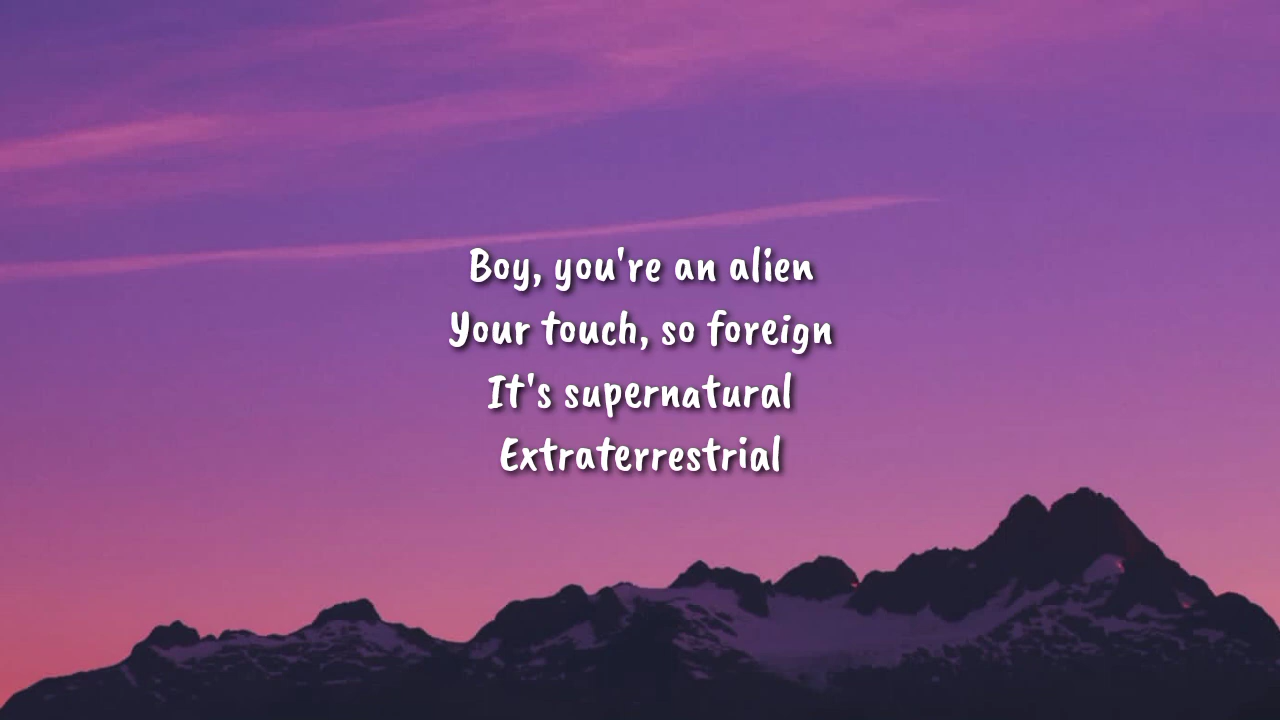 Boy, you're an alien
Your touch, so foreign
It's supernatural
Extraterrestrial